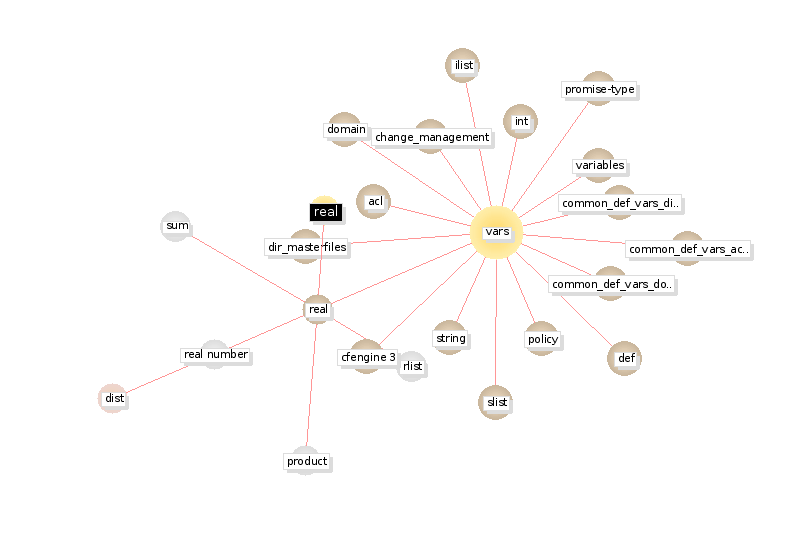 ilist
promise-type
int
domain
change_management
variables
acl
common_def_vars_di..
real
sum
vars
dir_masterfiles
common_def_vars_ac..
common_def_vars_do..
real
string
policy
real number
cfengine 3
def
rlist
dist
slist
product